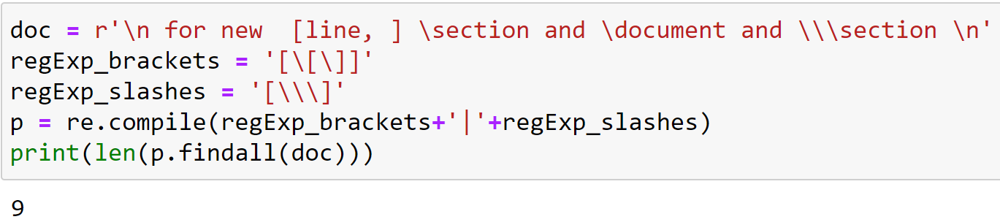 doc = r'\n for new  [line, ] \section and \document and \\\section \n'
regExp_brackets = '[\[\]]'
regExp_slashes = '[\\\]'
p = re.compile(regExp_brackets+'|'+regExp_slashes)
print(len(p.findall(doc)))
9